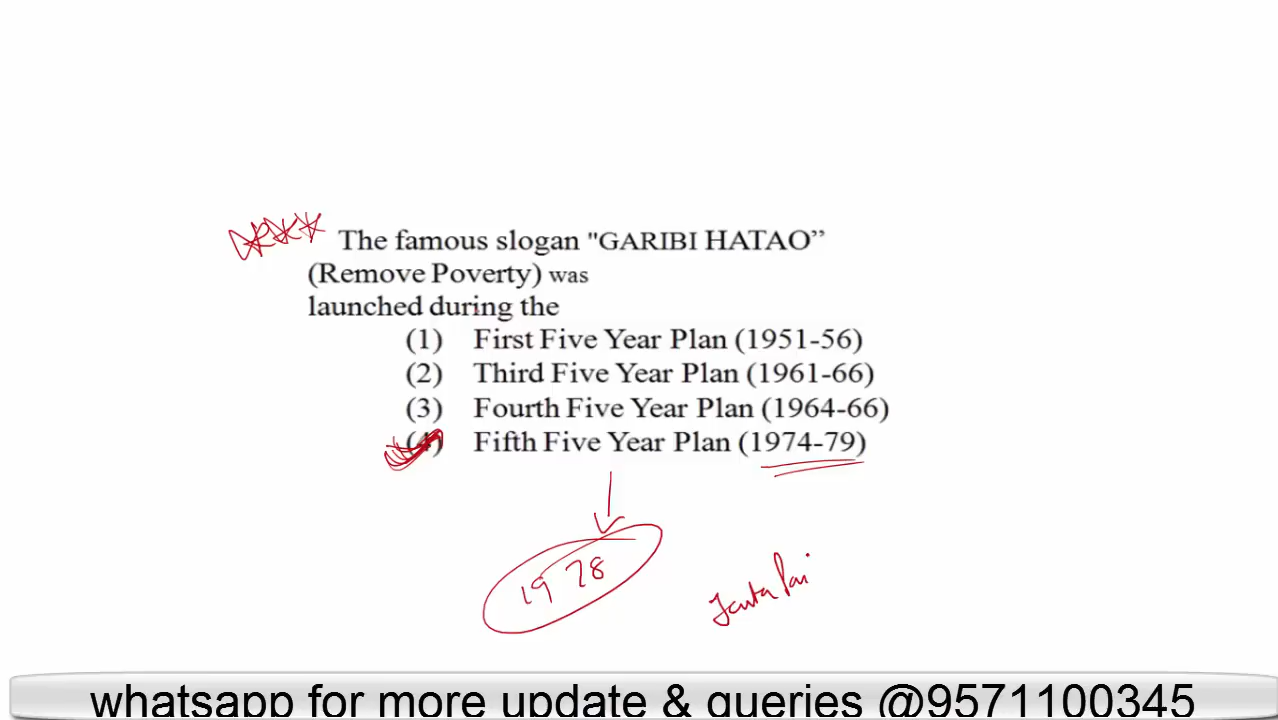 The famous slogan "GARIBI HATAO”
(Remove Poverty) was
launched during the
(1) First Five Year Plan (1951-56)
(2) Third Five Year Plan (1961-66)
(3) Fourth Five Year Plan (1964-66)
(4) Fifth Five Year Plan (1974-79)
1978
whatsapp for more update & queries @9571100345